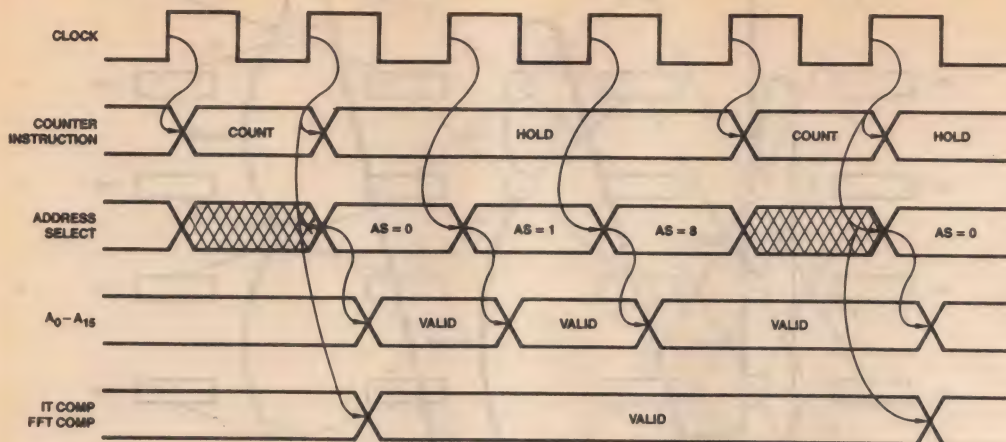 CLOCK
COUNTER
INSTRUCTION
COUNT
HOLD
COUNT
HOLD
ADDRESS
SELECT
AS = 0
AS = 1
AS = 8
AS = 0
A0–A15
VALID
VALID
VALID
IT COMP
FFT COMP
VALID